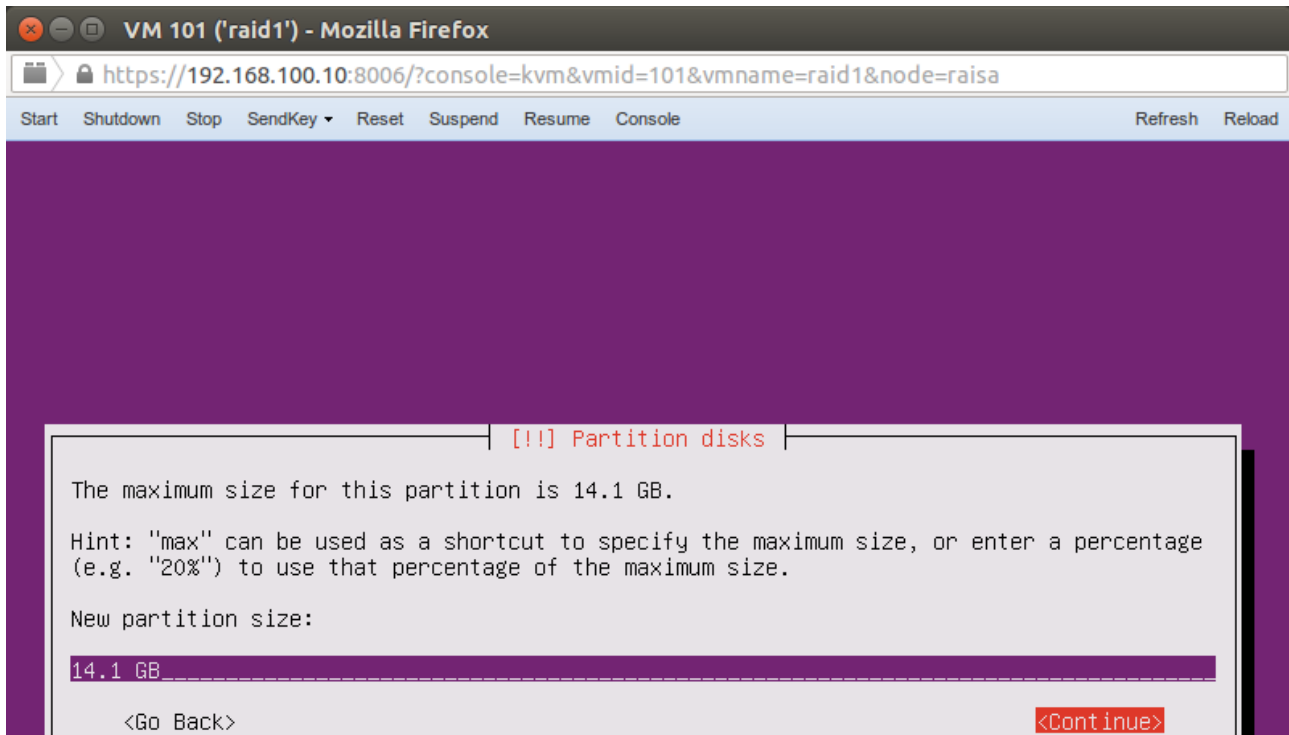 VM 101 ('raid1') - Mozilla Firefox
https://192.168.100.10:8006/?console=kvm&vmid=101&vmname=raid1&node=raisa
Start Shutdown Stop SendKey Reset Suspend Resume Console Refresh Reload
[!!] Partition disks
The maximum size for this partition is 14.1 GB.
Hint: "max" can be used as a shortcut to specify the maximum size, or enter a percentage
(e.g. "20%") to use that percentage of the maximum size.
New partition size:
14.1 GB
<Go Back> <Continue>